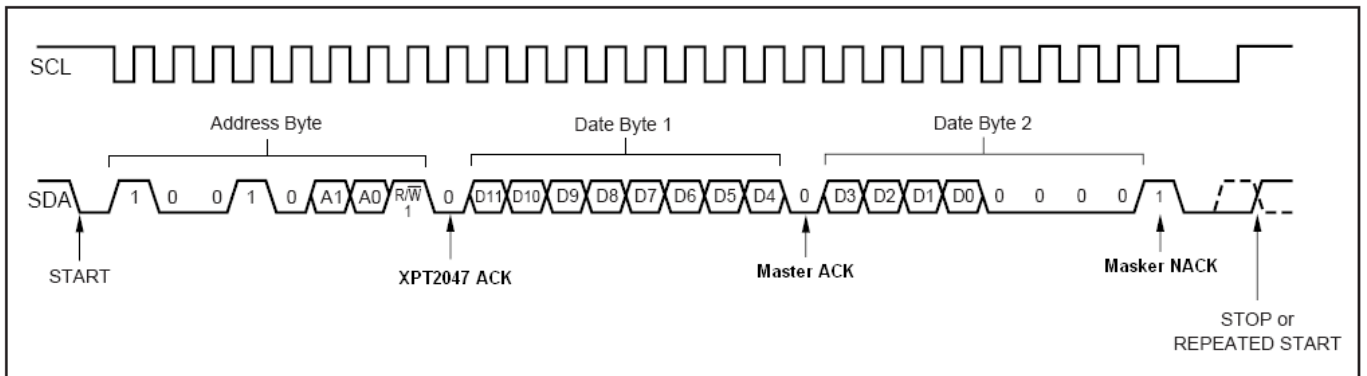 SCL
Address Byte
Date Byte 1
Date Byte 2
SDA
1 0 0 1 0 A1 A0 R/W̅ 1 0 D11 D10 D9 D8 D7 D6 D5 D4 0 D3 D2 D1 D0 0 0 0 0 1
START
XPT2047 ACK
Master ACK
Masker NACK
STOP or
REPEATED START